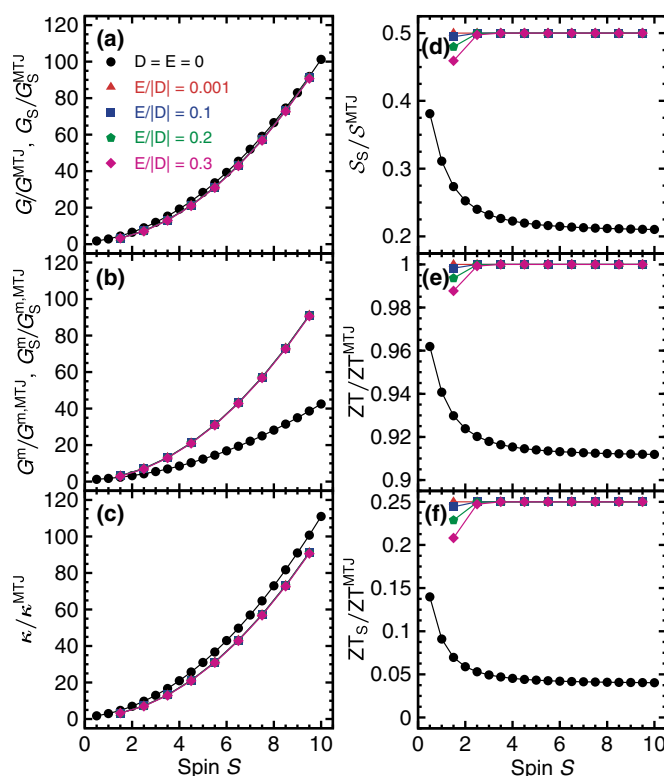 (a)
D = E = 0
E/|D| = 0.001
E/|D| = 0.1
E/|D| = 0.2
E/|D| = 0.3
G/G^MTJ, G_S/G_S^MTJ
120
100
80
60
40
20
0
(b)
G^m/G^m,MTJ, G_S^m/G_S^m,MTJ
120
100
80
60
40
20
0
(c)
κ/κ^MTJ
120
100
80
60
40
20
0
0 2 4 6 8 10
Spin S
(d)
S_S/S^MTJ
0.5
0.4
0.3
0.2
(e)
ZT/ZT^MTJ
1
0.98
0.96
0.94
0.92
0.9
(f)
ZT_S/ZT^MTJ
0.25
0.2
0.15
0.1
0.05
0
0 2 4 6 8 10
Spin S